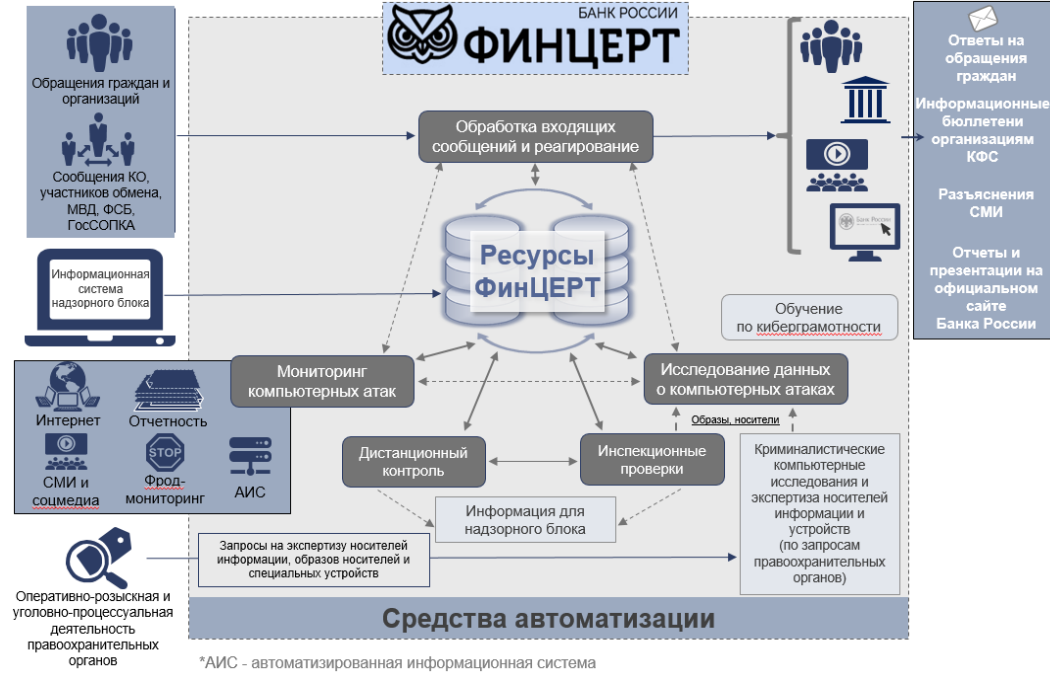 БАНК РОССИИ
ФИНЦЕРТ
Обращения граждан и
организаций
Сообщения КО,
участников обмена,
МВД, ФСБ,
ГосСОПКА
Обработка входящих
сообщений и реагирование
Банк России
Ответы на
обращения
граждан
Информационные
бюллетени
организациям
КФС
Разъяснения
СМИ
Отчеты и
презентации на
официальном
сайте
Банка России
Информационная
система
надзорного блока
Ресурсы
ФинЦЕРТ
Обучение
по киберграмотности
Мониторинг
компьютерных атак
Исследование данных
о компьютерных атаках
Интернет
Отчетность
СМИ и
соцмедиа
STOP
Фрод-
мониторинг
АИС
Образы, носители
Дистанционный
контроль
Инспекционные
проверки
Информация для
надзорного блока
Криминалистические
компьютерные
исследования и
экспертиза носителей
информации и
устройств
(по запросам
правоохранительных
органов)
Запросы на экспертизу носителей
информации, образов носителей и
специальных устройств
Оперативно-розыскная и
уголовно-процессуальная
деятельность
правоохранительных
органов
Средства автоматизации
*АИС - автоматизированная информационная система